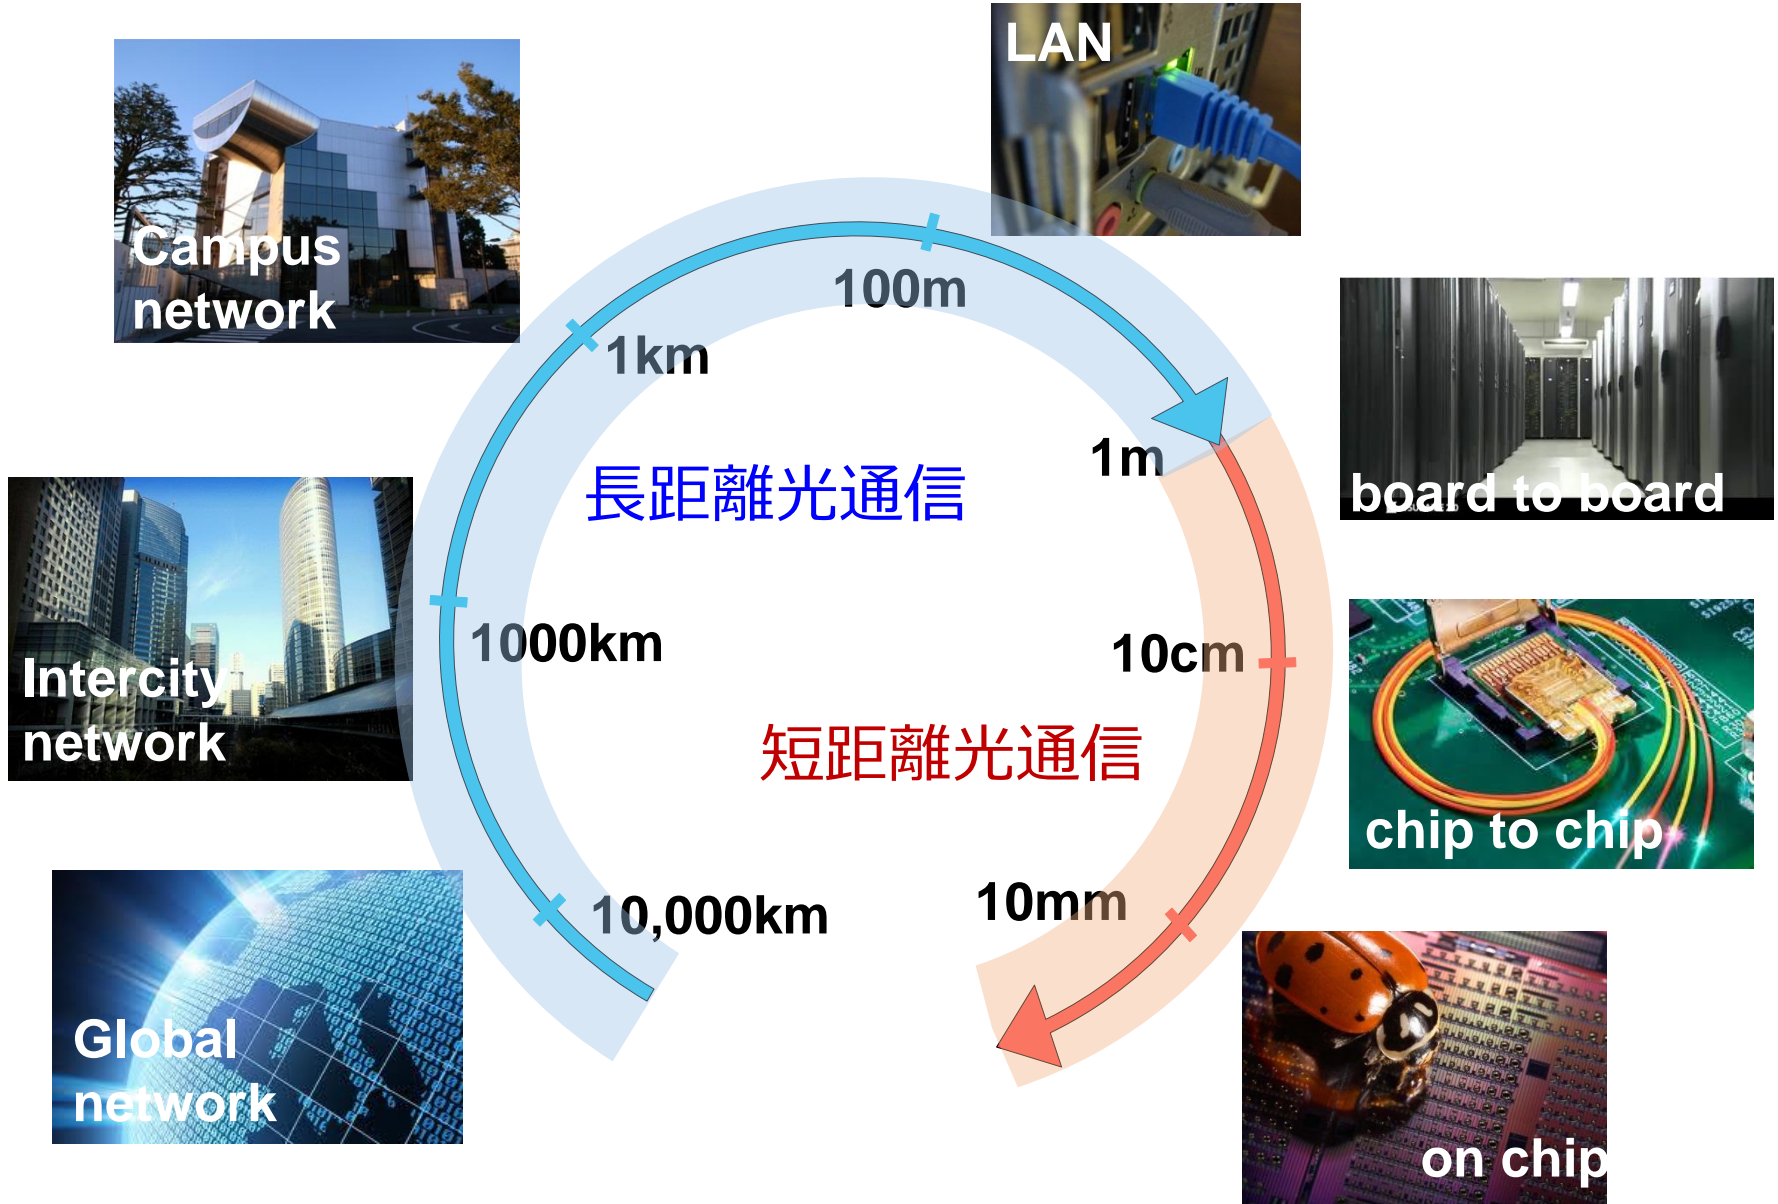 LAN
Campus
network
100m
1km
1m
長距離光通信
board to board
1000km
10cm
Intercity
network
短距離光通信
chip to chip
10mm
10,000km
Global
network
on chip